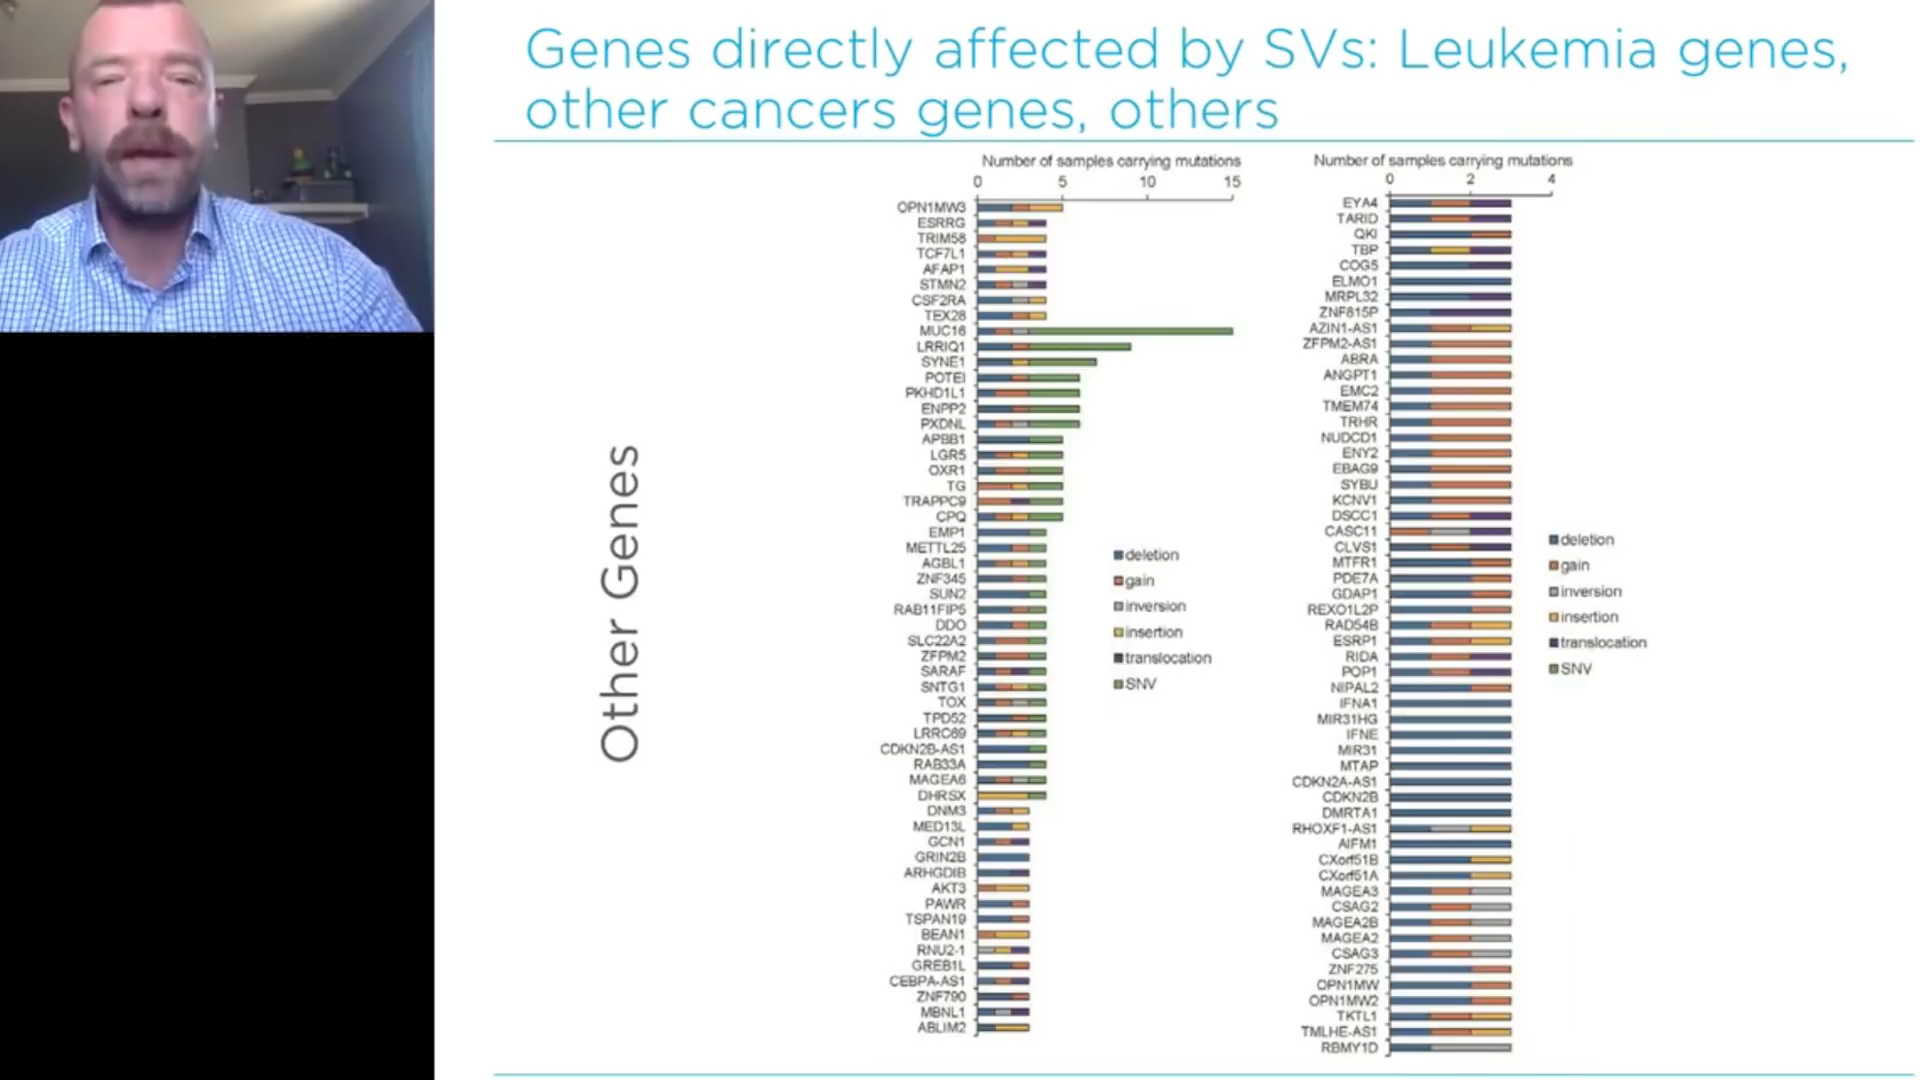 Genes directly affected by SVs: Leukemia genes,
other cancers genes, others
Other Genes
Number of samples carrying mutations
0 5 10 15
OPN1MW3
ESRRG
TRIM58
TCF7L1
AFAP1
STMN2
CSF2RA
TEX28
MUC16
LRRIQ1
SYNE1
POTEI
PKHD1L1
ENPP2
PXDNL
APBB1
LGR5
OXR1
TG
TRAPPC9
CPQ
EMP1
METTL25
AGBL1
ZNF345
SUN2
RAB11FIP5
DDO
SLC22A2
ZFPM2
SARAF
SNTG1
TOX
TPD52
LRRC69
CDKN2B-AS1
RAB33A
MAGEA6
DHRSX
DNM3
MED13L
GCN1
GRIN2B
ARHGDIB
AKT3
PAWR
TSPAN19
BEAN1
RNU2-1
GREB1L
CEBPA-AS1
ZNF790
MBNL1
ABLIM2
deletion
gain
inversion
insertion
translocation
SNV
Number of samples carrying mutations
0 2 4
EYA4
TARID
QKI
TBP
COG5
ELMO1
MRPL32
ZNF815P
AZIN1-AS1
ZFPM2-AS1
ABRA
ANGPT1
EMC2
TMEM74
TRHR
NUDCD1
ENY2
EBAG9
SYBU
KCNV1
DSCC1
CASC11
CLVS1
MTFR1
PDE7A
GDAP1
REXO1L2P
RAD54B
ESRP1
RIDA
POP1
NIPAL2
IFNA1
MIR31HG
IFNE
MIR31
MTAP
CDKN2A-AS1
CDKN2B
DMRTA1
RHOXF1-AS1
AIFM1
CXorf51B
CXorf51A
MAGEA3
CSAG2
MAGEA2B
MAGEA2
CSAG3
ZNF275
OPN1MW
OPN1MW2
TKTL1
TMLHE-AS1
RBMY1D
deletion
gain
inversion
insertion
translocation
SNV